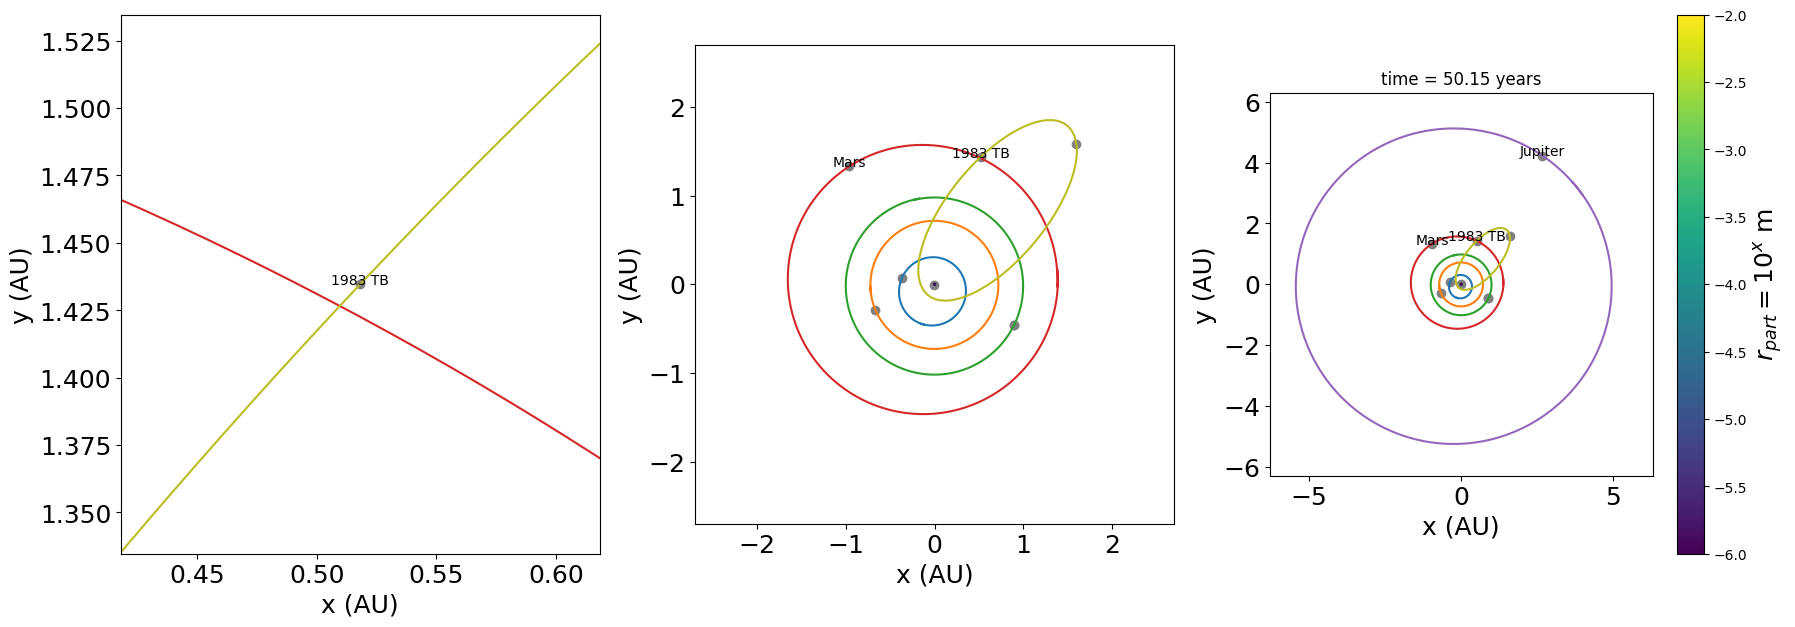 1.525
1.500
1.475
1.450
1.425
1.400
1.375
1.350
y (AU)
1983 TB
0.45 0.50 0.55 0.60
x (AU)
2
1
0
−1
−2
y (AU)
Mars
1983 TB
−2 −1 0 1 2
x (AU)
time = 50.15 years
6
4
2
0
−2
−4
−6
y (AU)
Jupiter
Mars 1983 TB
−5 0 5
x (AU)
−2.0
−2.5
−3.0
−3.5
−4.0
−4.5
−5.0
−5.5
−6.0
r_{part} = 10^x m